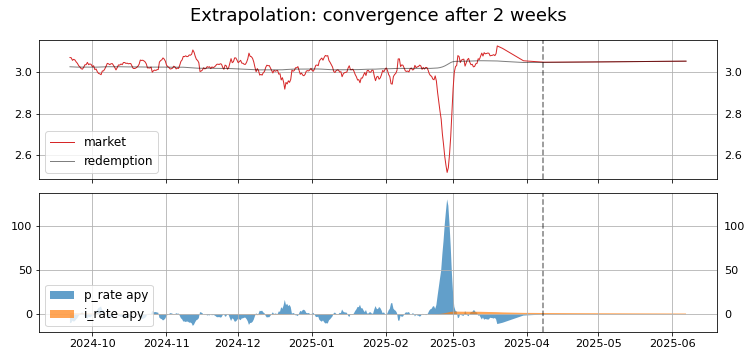 Extrapolation: convergence after 2 weeks
3.0 3.0
2.8 2.8
2.6 2.6
market
redemption
100 100
50 50
0 0
p_rate apy
i_rate apy
2024-10 2024-11 2024-12 2025-01 2025-02 2025-03 2025-04 2025-05 2025-06